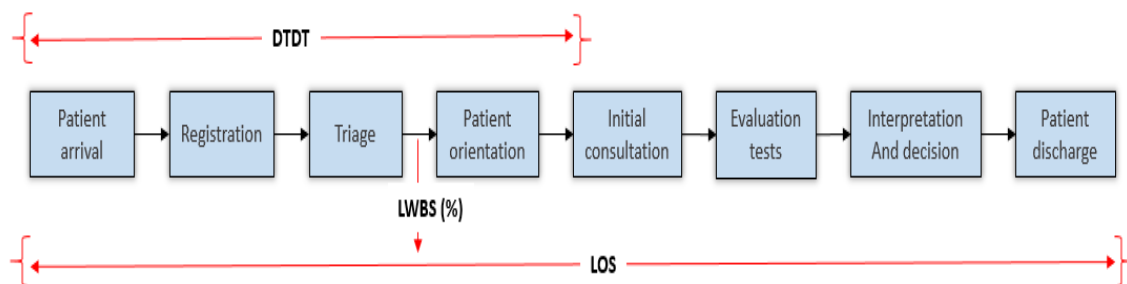 DTDT
Patient
arrival
Registration
Triage
Patient
orientation
Initial
consultation
Evaluation
tests
Interpretation
And decision
Patient
discharge
LWBS (%)
LOS